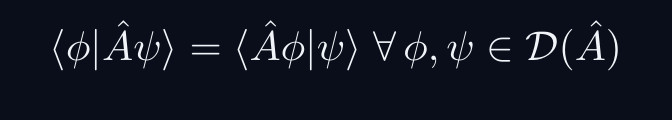 ⟨ϕ|Âψ⟩ = ⟨Âϕ|ψ⟩ ∀ ϕ, ψ ∈ 𝒟(Â)